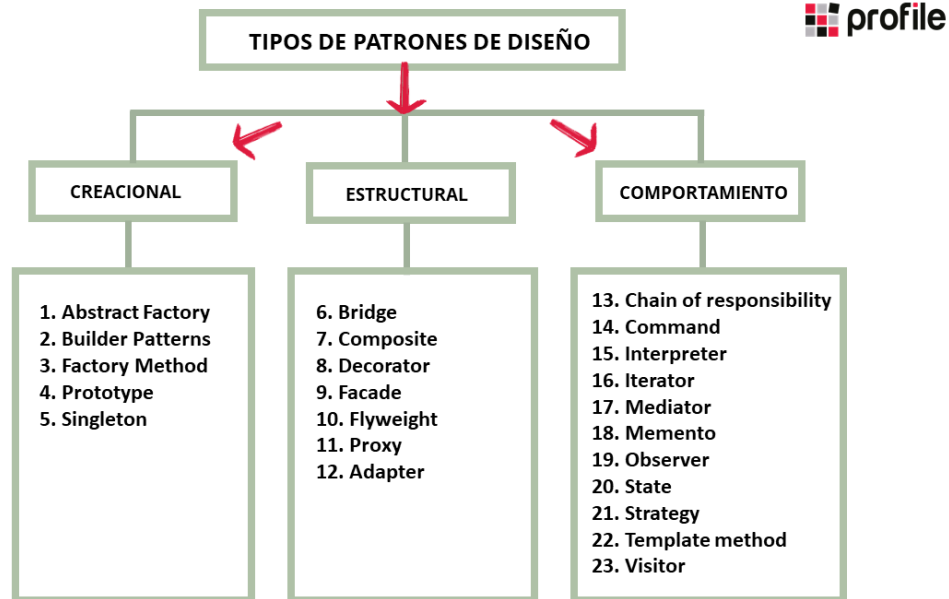 profile
TIPOS DE PATRONES DE DISEÑO
CREACIONAL
ESTRUCTURAL
COMPORTAMIENTO
1. Abstract Factory
2. Builder Patterns
3. Factory Method
4. Prototype
5. Singleton
6. Bridge
7. Composite
8. Decorator
9. Facade
10. Flyweight
11. Proxy
12. Adapter
13. Chain of responsibility
14. Command
15. Interpreter
16. Iterator
17. Mediator
18. Memento
19. Observer
20. State
21. Strategy
22. Template method
23. Visitor